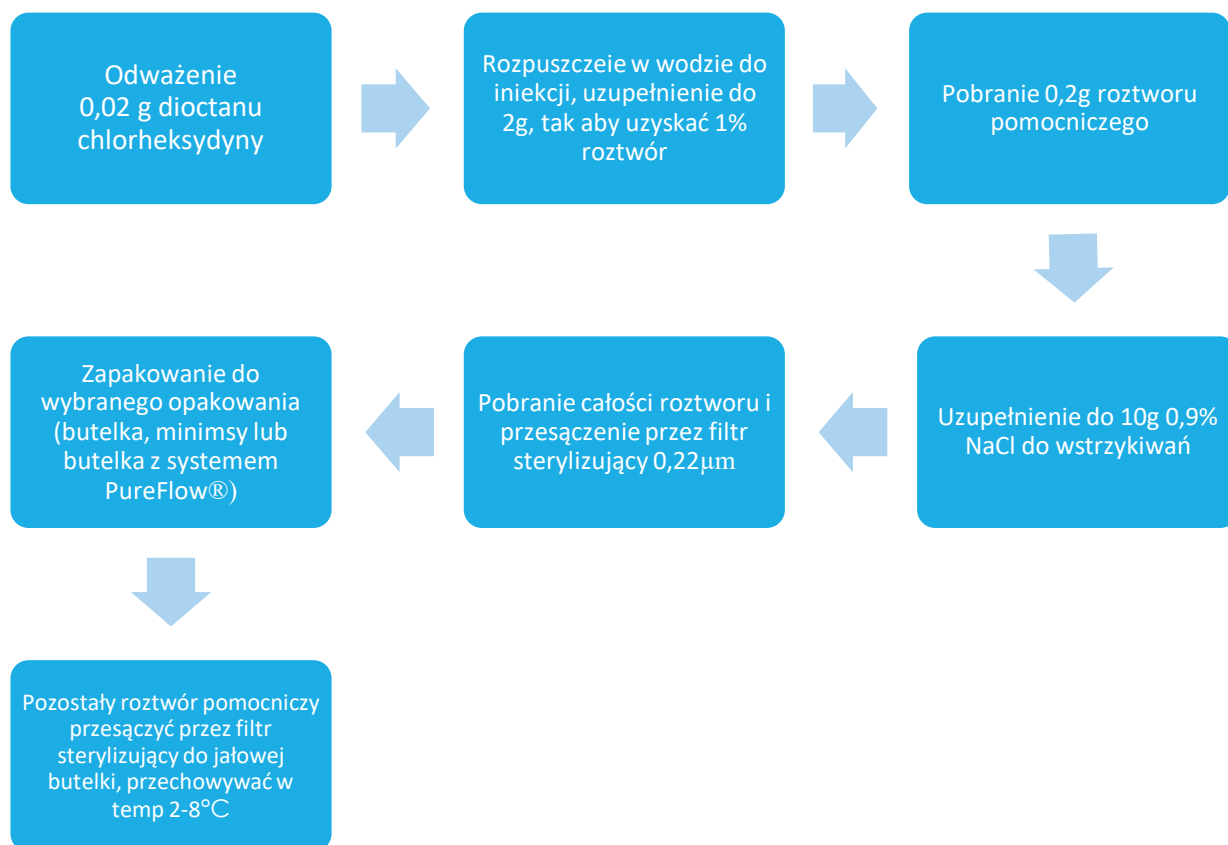 Odważenie
0,02 g dioctanu
chlorheksydyny
Rozpuszczeie w wodzie do
iniekcji, uzupełnienie do
2g, tak aby uzyskać 1%
roztwór
Pobranie 0,2g roztworu
pomocniczego
Uzupełnienie do 10g 0,9%
NaCl do wstrzykiwań
Pobranie całości roztworu i
przesączenie przez filtr
sterylizujący 0,22µm
Zapakowanie do
wybranego opakowania
(butelka, minimsy lub
butelka z systemem
PureFlow®)
Pozostały roztwór pomocniczy
przesączyć przez filtr
sterylizujący do jałowej
butelki, przechowywać w
temp 2-8°C